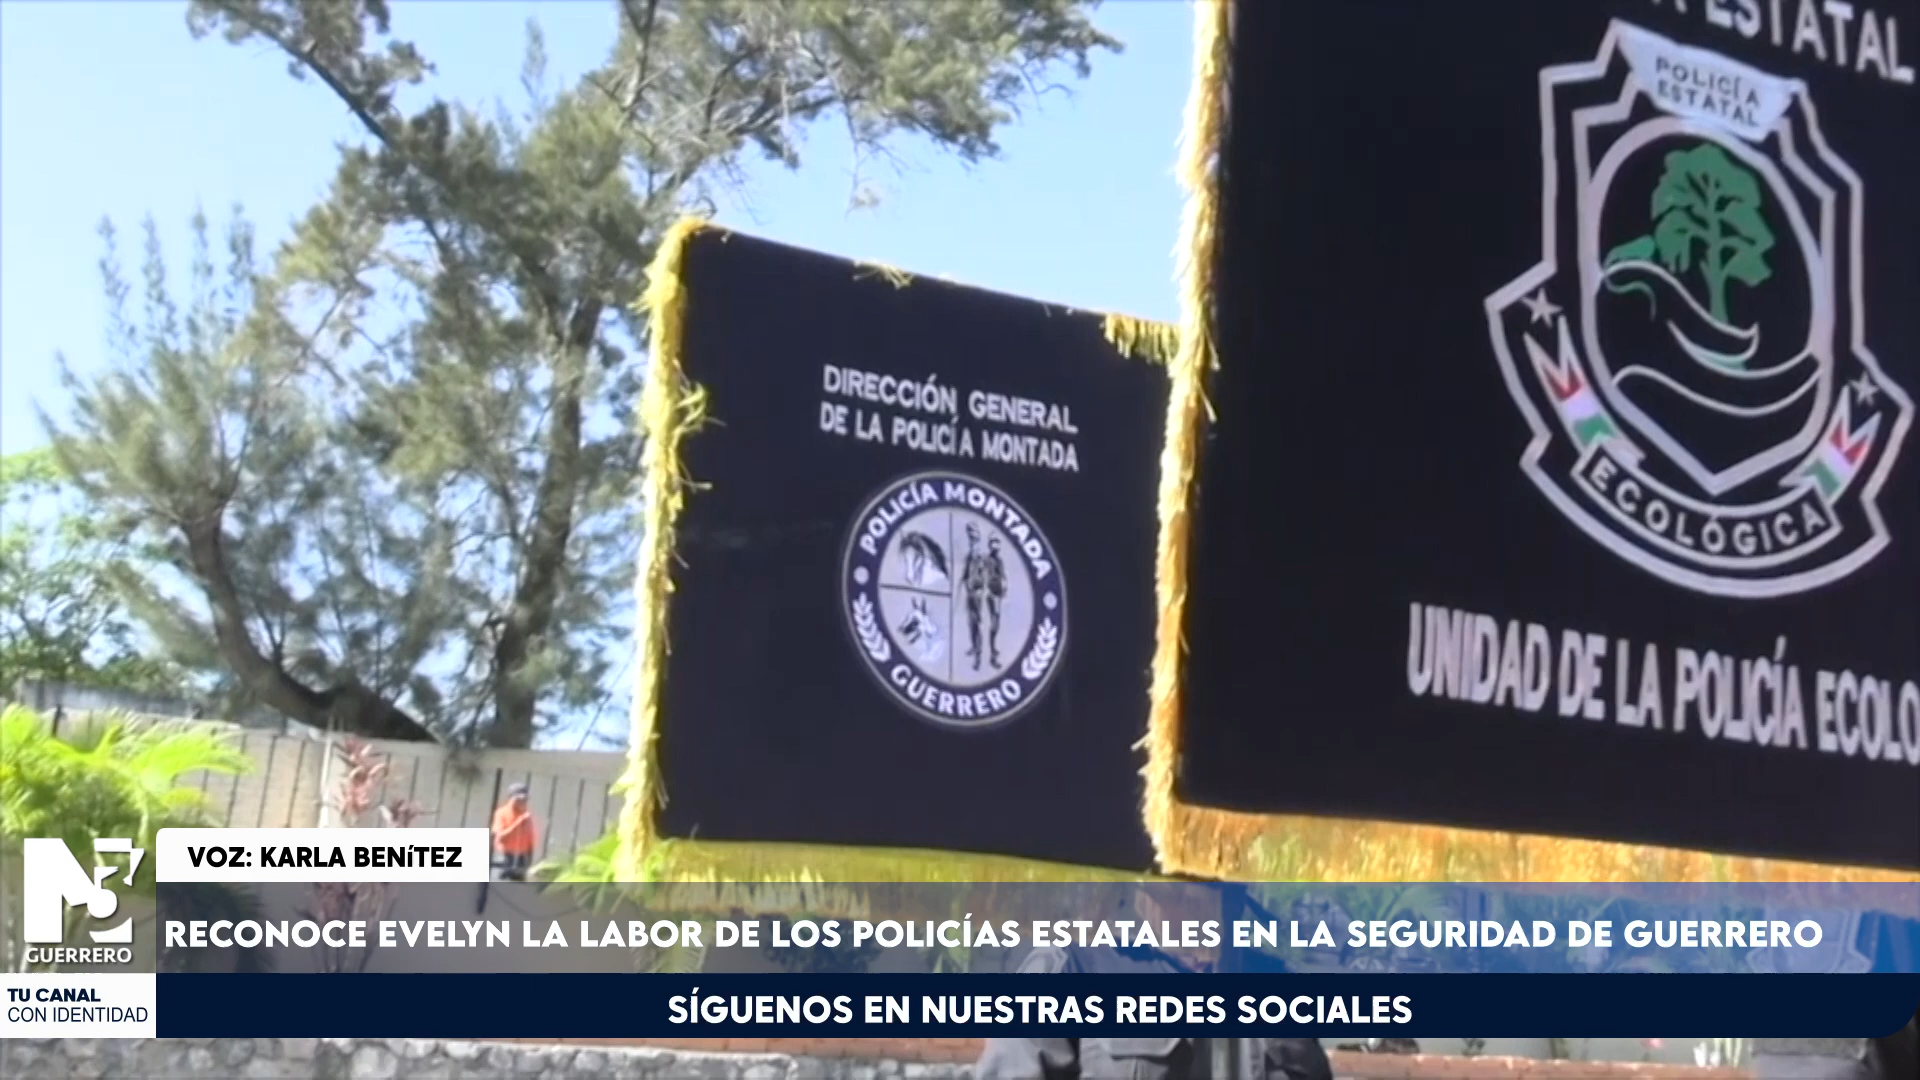 ESTATAL
POLICÍA
ESTATAL
ECOLÓGICA
UNIDAD DE LA POLICÍA
DIRECCIÓN GENERAL
DE LA POLICÍA MONTADA
POLICÍA MONTADA
GUERRERO
VOZ: KARLA BENíTEZ
N37
GUERRERO
RECONOCE EVELYN LA LABOR DE LOS POLICÍAS ESTATALES EN LA SEGURIDAD DE GUERRERO
TU CANAL
CON IDENTIDAD
SÍGUENOS EN NUESTRAS REDES SOCIALES